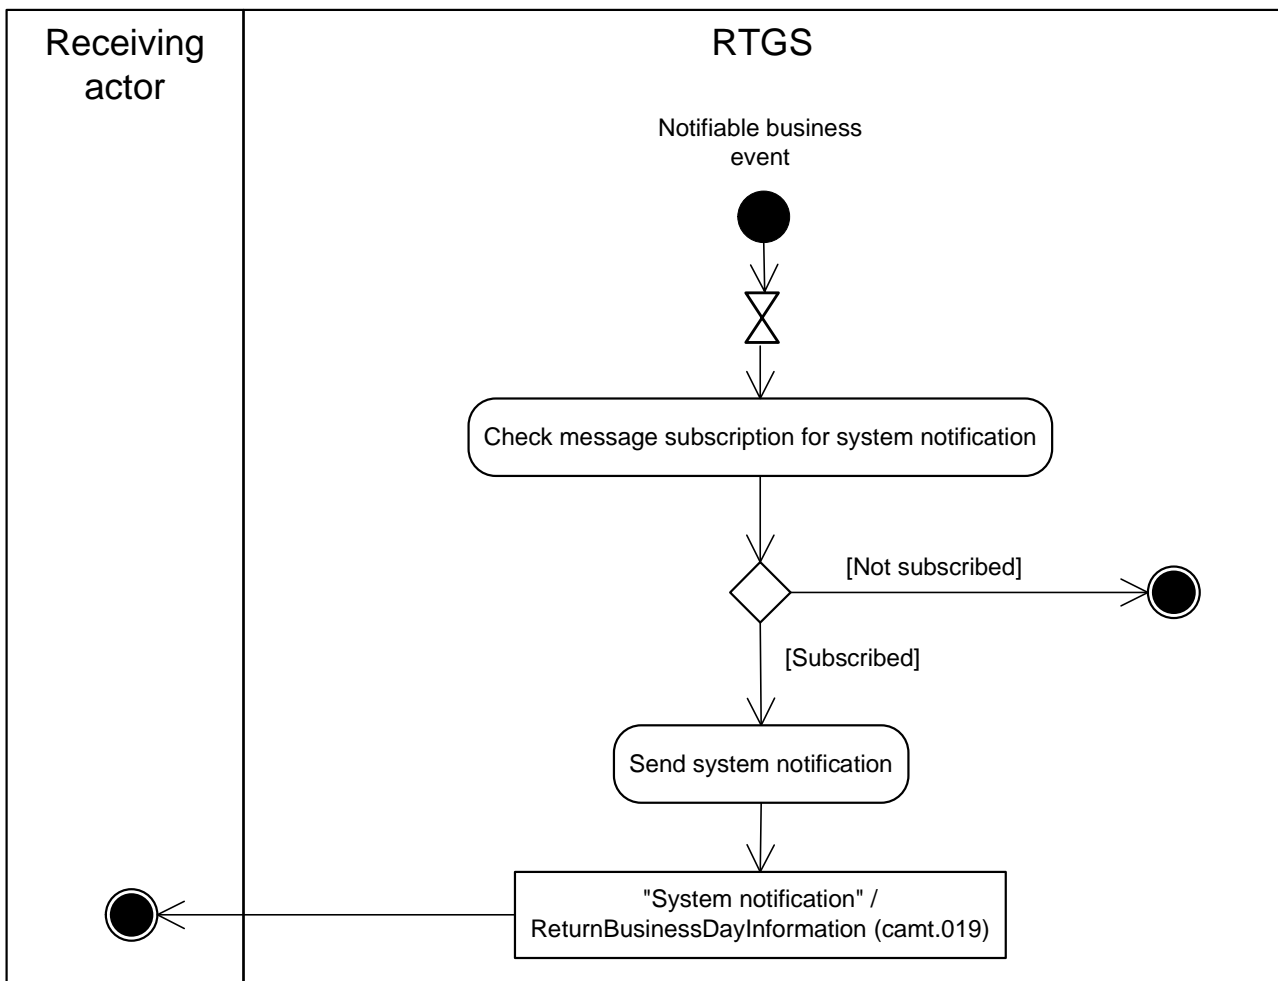 Receiving
actor
RTGS
Notifiable business
event
Check message subscription for system notification
[Not subscribed]
[Subscribed]
Send system notification
"System notification" /
ReturnBusinessDayInformation (camt.019)